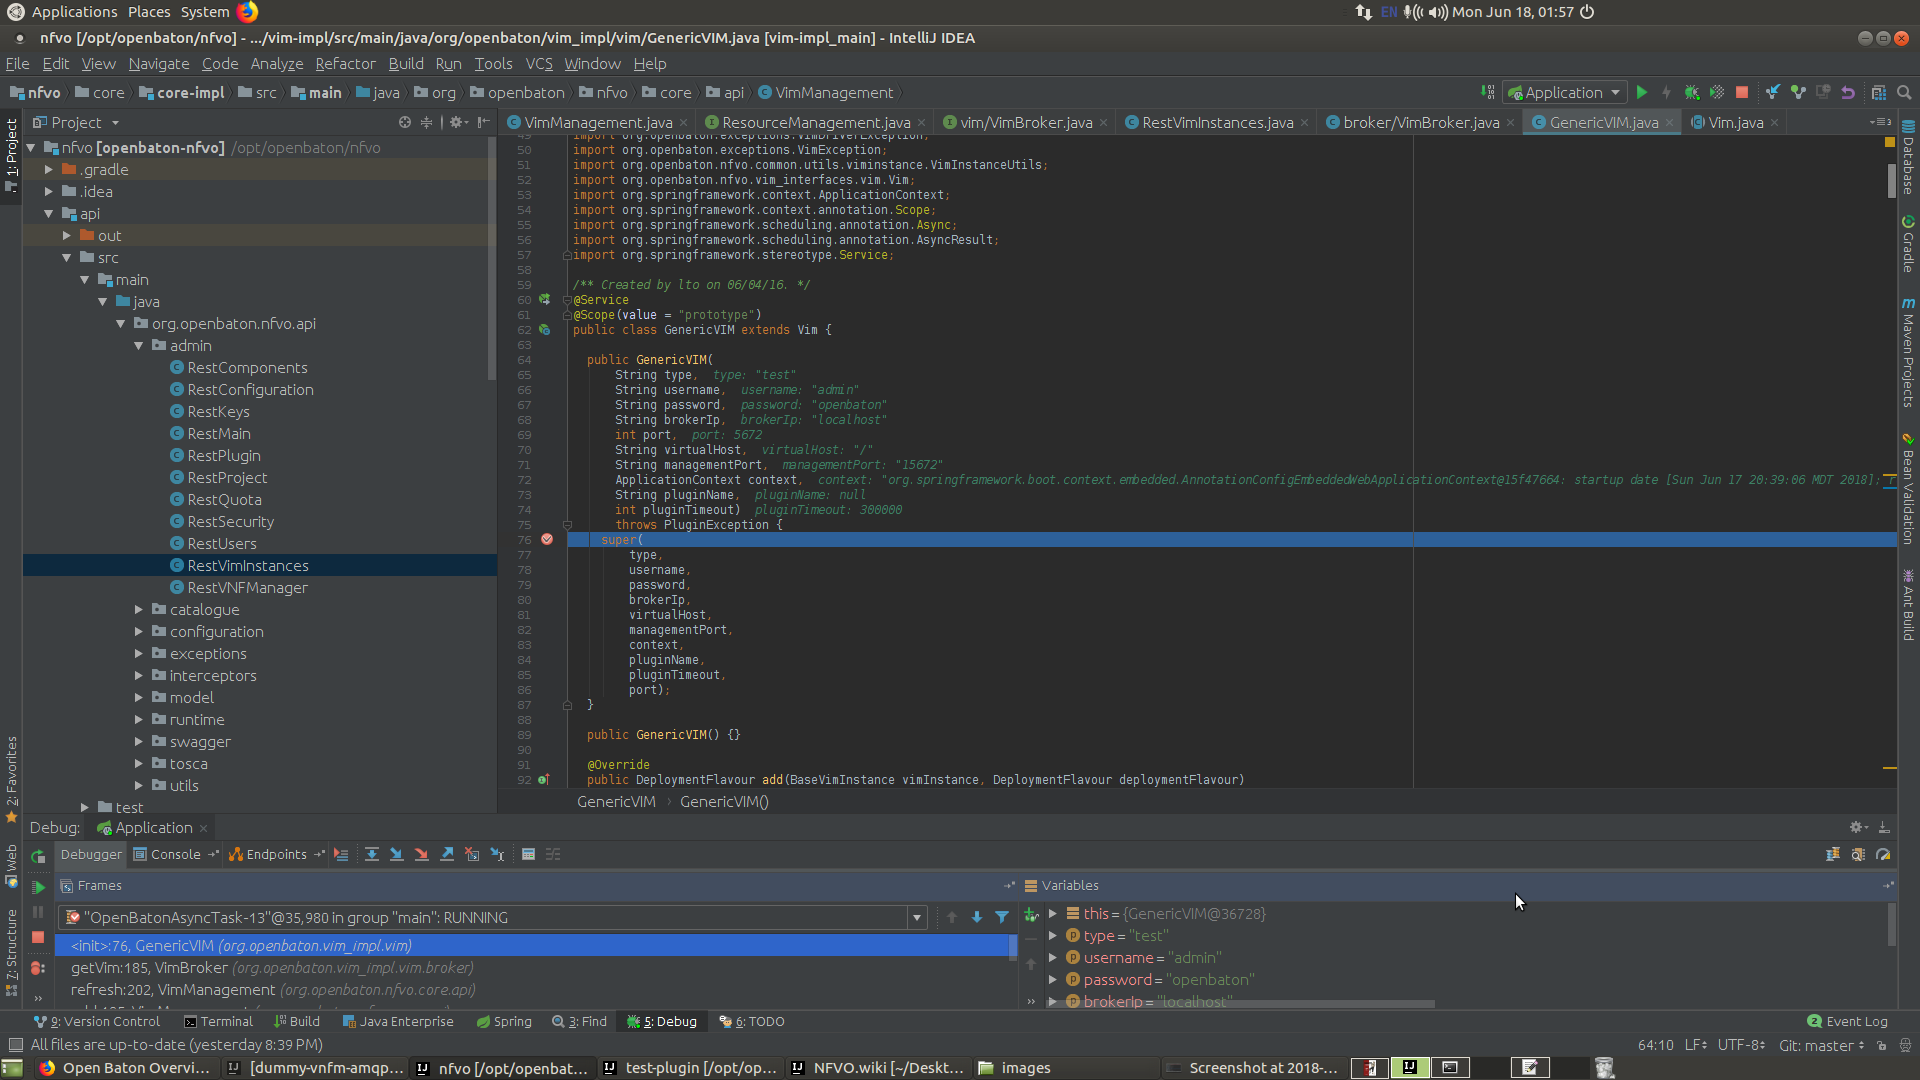 Applications Places System EN Mon Jun 18, 01:57
nfvo [/opt/openbaton/nfvo] - .../vim-impl/src/main/java/org/openbaton/vim_impl/vim/GenericVIM.java [vim-impl_main] - IntelliJ IDEA
File Edit View Navigate Code Analyze Refactor Build Run Tools VCS Window Help
nfvo core core-impl src main java org openbaton nfvo core api VimManagement Application
Project VimManagement.java ResourceManagement.java vim/VimBroker.java RestVimInstances.java broker/VimBroker.java GenericVIM.java Vim.java
1: Project
2: Favorites
Web
7: Structure
nfvo [openbaton-nfvo] /opt/openbaton/nfvo
.gradle
.idea
api
out
src
main
java
org.openbaton.nfvo.api
admin
RestComponents
RestConfiguration
RestKeys
RestMain
RestPlugin
RestProject
RestQuota
RestSecurity
RestUsers
RestVimInstances
RestVNFManager
catalogue
configuration
exceptions
interceptors
model
runtime
swagger
tosca
utils
test
49 import org.openbaton.exceptions.VimDriverException;
50 import org.openbaton.exceptions.VimException;
51 import org.openbaton.nfvo.common.utils.viminstance.VimInstanceUtils;
52 import org.openbaton.nfvo.vim_interfaces.vim.Vim;
53 import org.springframework.context.ApplicationContext;
54 import org.springframework.context.annotation.Scope;
55 import org.springframework.scheduling.annotation.Async;
56 import org.springframework.scheduling.annotation.AsyncResult;
57 import org.springframework.stereotype.Service;
58
59 /** Created by lto on 06/04/16. */
60 @Service
61 @Scope(value = "prototype")
62 public class GenericVIM extends Vim {
63
64 public GenericVIM(
65 String type, type: "test"
66 String username, username: "admin"
67 String password, password: "openbaton"
68 String brokerIp, brokerIp: "localhost"
69 int port, port: 5672
70 String virtualHost, virtualHost: "/"
71 String managementPort, managementPort: "15672"
72 ApplicationContext context, context: "org.springframework.boot.context.embedded.AnnotationConfigEmbeddedWebApplicationContext@15f47664: startup date [Sun Jun 17 20:39:06 MDT 2018];
73 String pluginName, pluginName: null
74 int pluginTimeout) pluginTimeout: 300000
75 throws PluginException {
76 super(
77 type,
78 username,
79 password,
80 brokerIp,
81 virtualHost,
82 managementPort,
83 context,
84 pluginName,
85 pluginTimeout,
86 port);
87 }
88
89 public GenericVIM() {}
90
91 @Override
92 public DeploymentFlavour add(BaseVimInstance vimInstance, DeploymentFlavour deploymentFlavour)
GenericVIM GenericVIM()
Database
Gradle
Maven Projects
Bean Validation
Ant Build
Debug: Application
Debugger Console Endpoints
Frames Variables
"OpenBatonAsyncTask-13"@35,980 in group "main": RUNNING
<init>:76, GenericVIM (org.openbaton.vim_impl.vim)
getVim:185, VimBroker (org.openbaton.vim_impl.vim.broker)
refresh:202, VimManagement (org.openbaton.nfvo.core.api)
this = {GenericVIM@36728}
type = "test"
username = "admin"
password = "openbaton"
brokerIp = "localhost"
9: Version Control Terminal Build Java Enterprise Spring 3: Find 5: Debug 6: TODO 2 Event Log
All files are up-to-date (yesterday 8:39 PM) 64:10 LF UTF-8 Git: master
Open Baton Overvi... [dummy-vnfm-amqp... nfvo [/opt/openbat... test-plugin [/opt/op... NFVO.wiki [~/Deskt... images Screenshot at 2018-...